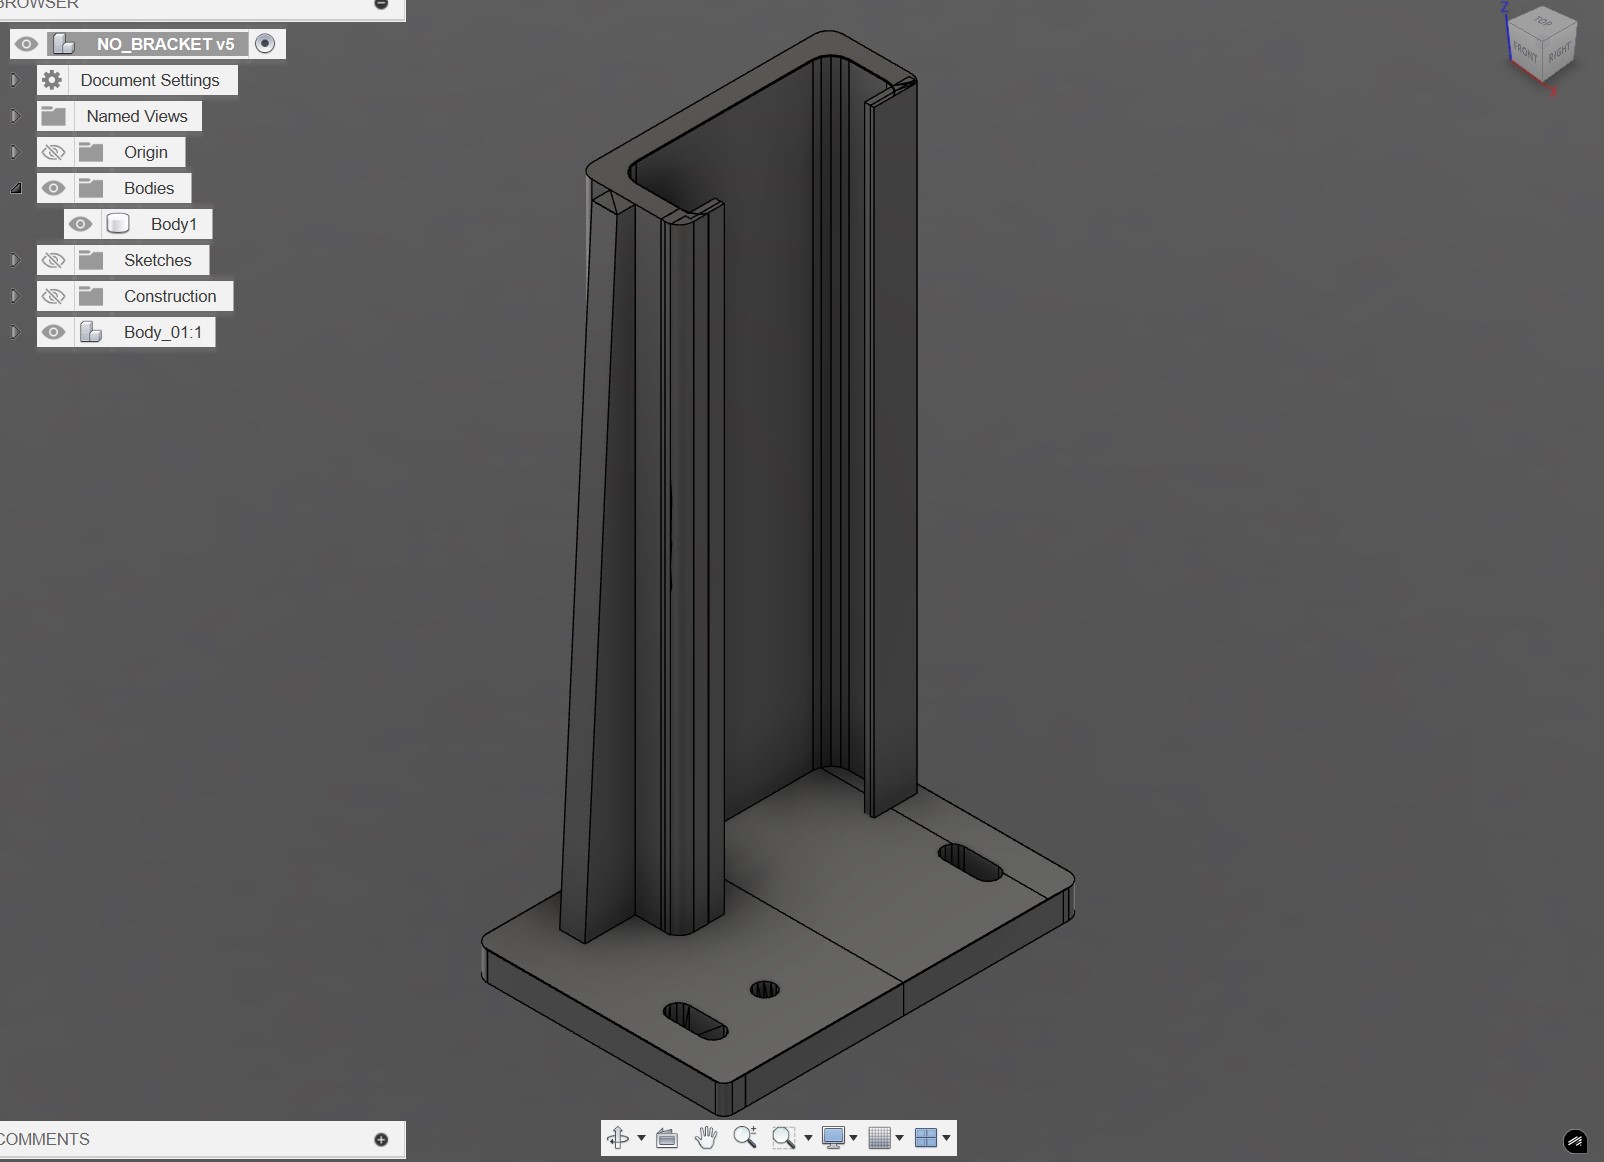 BROWSER
NO_BRACKET v5
Document Settings
Named Views
Origin
Bodies
Body1
Sketches
Construction
Body_01:1
Z
TOP
FRONT
RIGHT
X
COMMENTS